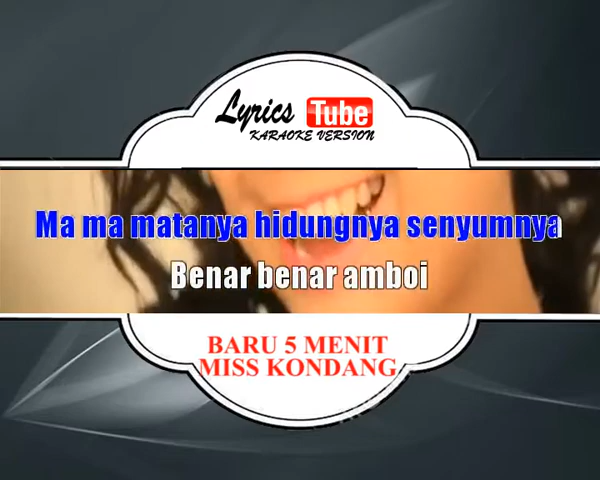 Lyrics Tube
KARAOKE VERSION
Ma ma matanya hidungnya senyumnya
Benar benar amboi
BARU 5 MENIT
MISS KONDANG